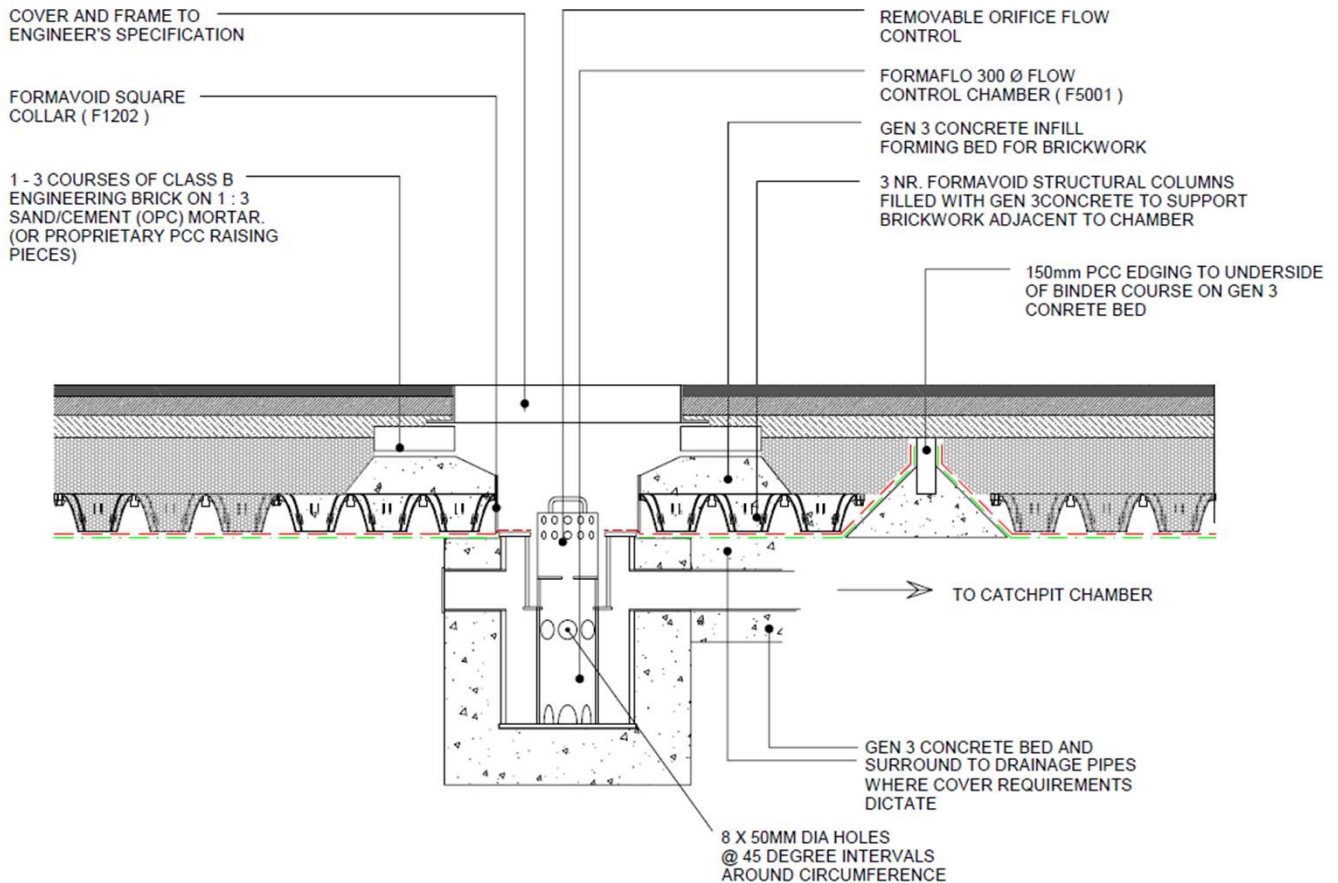 COVER AND FRAME TO
ENGINEER'S SPECIFICATION
FORMAVOID SQUARE
COLLAR ( F1202 )
1 - 3 COURSES OF CLASS B
ENGINEERING BRICK ON 1 : 3
SAND/CEMENT (OPC) MORTAR.
(OR PROPRIETARY PCC RAISING
PIECES)
REMOVABLE ORIFICE FLOW
CONTROL
FORMAFLO 300 Ø FLOW
CONTROL CHAMBER ( F5001 )
GEN 3 CONCRETE INFILL
FORMING BED FOR BRICKWORK
3 NR. FORMAVOID STRUCTURAL COLUMNS
FILLED WITH GEN 3CONCRETE TO SUPPORT
BRICKWORK ADJACENT TO CHAMBER
150mm PCC EDGING TO UNDERSIDE
OF BINDER COURSE ON GEN 3
CONRETE BED
TO CATCHPIT CHAMBER
GEN 3 CONCRETE BED AND
SURROUND TO DRAINAGE PIPES
WHERE COVER REQUIREMENTS
DICTATE
8 X 50MM DIA HOLES
@ 45 DEGREE INTERVALS
AROUND CIRCUMFERENCE